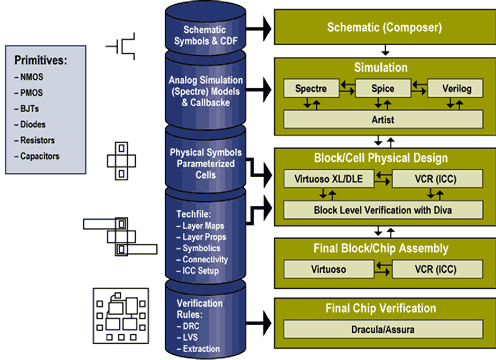 Primitives:
– NMOS
– PMOS
– BJTs
– Diodes
– Resistors
– Capacitors
Schematic
Symbols & CDF
Analog Simulation
(Spectre) Models
& Callbacke
Physical Symbols
Parameterized
Cells
Techfile:
– Layer Maps
– Layer Props
– Symbolics
– Connectivity
– ICC Setup
Verification
Rules:
– DRC
– LVS
– Extraction
Schematic (Composer)
Simulation
Spectre
Spice
Verilog
Artist
Block/Cell Physical Design
Virtuoso XL/DLE
VCR (ICC)
Block Level Verification with Diva
Final Block/Chip Assembly
Virtuoso
VCR (ICC)
Final Chip Verification
Dracula/Assura